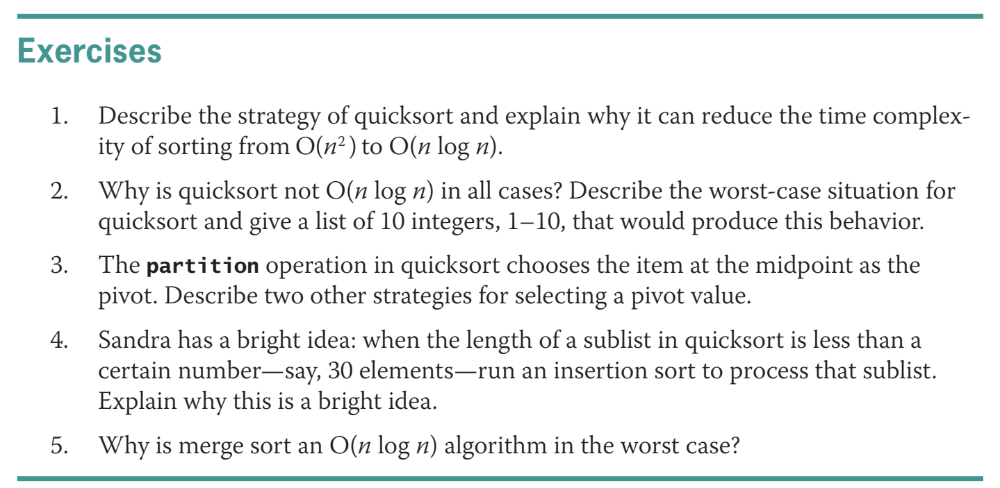 Exercises
1. Describe the strategy of quicksort and explain why it can reduce the time complex-
ity of sorting from O(n²) to O(n log n).
2. Why is quicksort not O(n log n) in all cases? Describe the worst-case situation for
quicksort and give a list of 10 integers, 1–10, that would produce this behavior.
3. The partition operation in quicksort chooses the item at the midpoint as the
pivot. Describe two other strategies for selecting a pivot value.
4. Sandra has a bright idea: when the length of a sublist in quicksort is less than a
certain number—say, 30 elements—run an insertion sort to process that sublist.
Explain why this is a bright idea.
5. Why is merge sort an O(n log n) algorithm in the worst case?